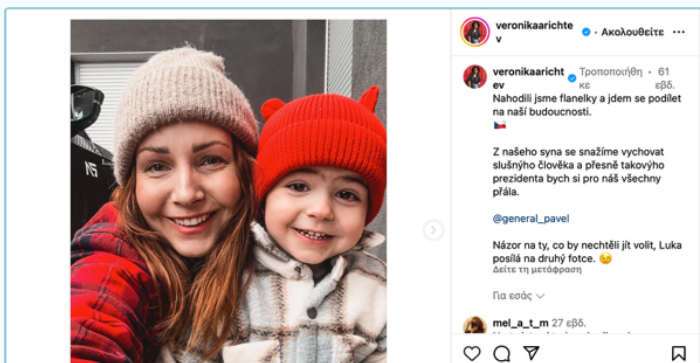 veronikaarichte
v
• Ακολουθείτε
veronikaaricht
ev
Τροποποιήθη
κε
• 61
εβδ.
Nahodili jsme flanelky a jdem se podílet
na naší budoucnosti.
🇨🇿
Z našeho syna se snažíme vychovat
slušného člověka a přesně takovýho
prezidenta bych si pro náš všechny
přála.
@general_pavel
Názor na ty, co by nechtěli jít volit, Luka
posílá na druhý fotce. 😉
Δείτε τη μετάφραση
Για εσάς
mel_a_t_m 27 εβδ.